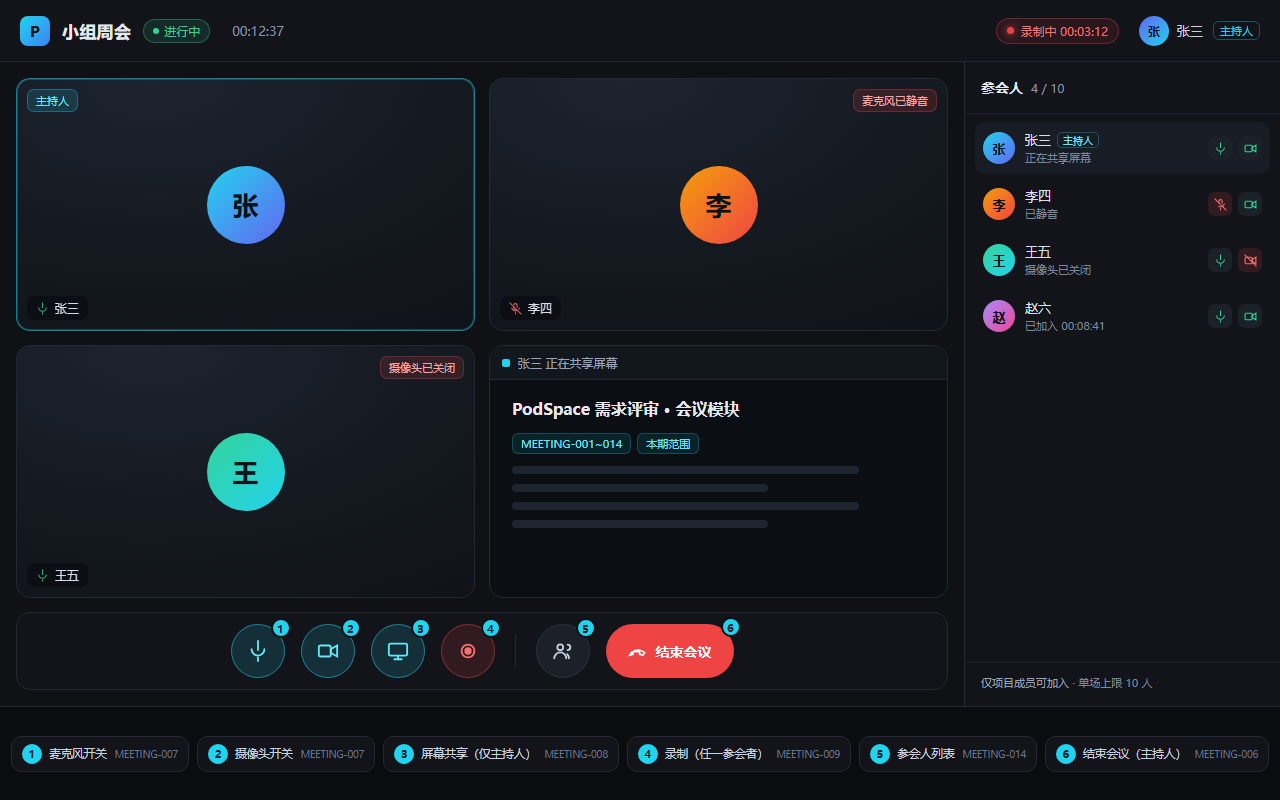 P 小组周会 进行中 00:12:37 录制中 00:03:12 张 张三 主持人
主持人
张
张三
麦克风已静音
李
李四
摄像头已关闭
王
王五
张三 正在共享屏幕
PodSpace 需求评审 • 会议模块
MEETING-001~014 本期范围
参会人 4 / 10
张 张三 主持人
正在共享屏幕
李 李四
已静音
王 王五
摄像头已关闭
赵 赵六
已加入 00:08:41
仅项目成员可加入 · 单场上限 10 人
1 2 3 4 5 6
结束会议
1 麦克风开关 MEETING-007
2 摄像头开关 MEETING-007
3 屏幕共享（仅主持人） MEETING-008
4 录制（任一参会者） MEETING-009
5 参会人列表 MEETING-014
6 结束会议（主持人） MEETING-006